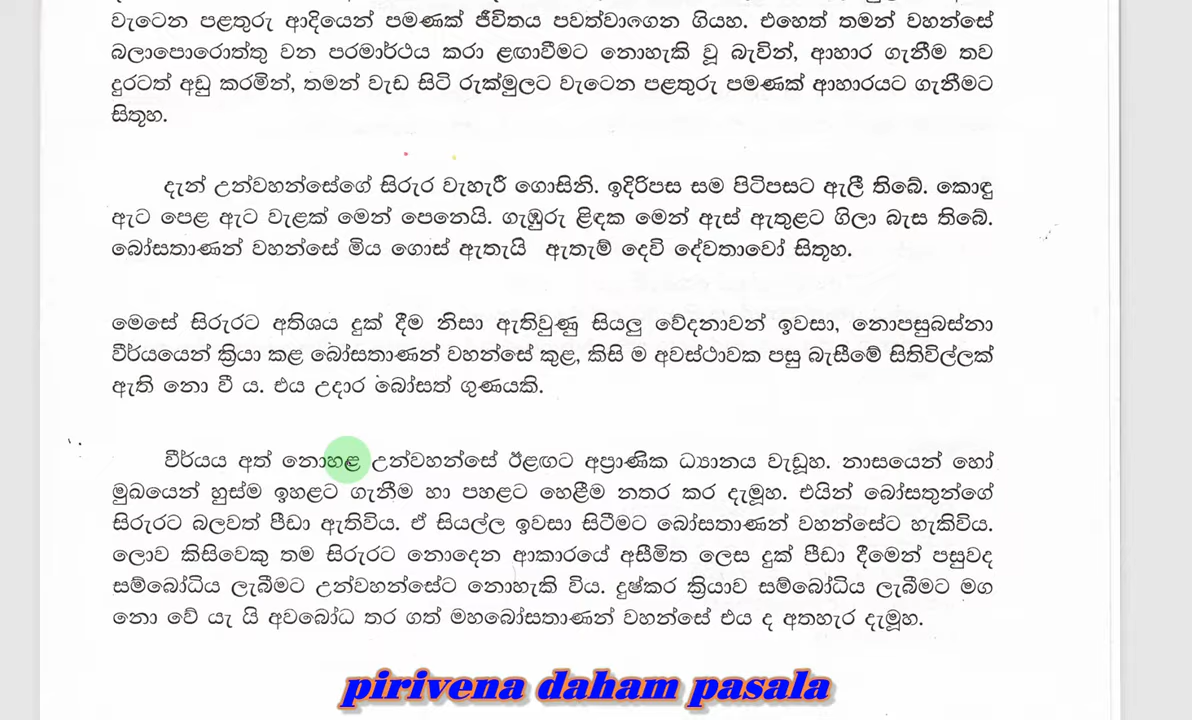 වැටෙන පළතුරු ආදියෙන් පමණක් ජීවිතය පවත්වාගෙන ගියහ. එහෙත් තමන් වහන්සේ
බලාපොරොත්තු වන පරමාර්ථය කරා ළඟාවීමට නොහැකි වූ බැවින්, ආහාර ගැනීම තව
දුරටත් අඩු කරමින්, තමන් වැඩ සිටි රුක්මුලට වැටෙන පළතුරු පමණක් ආහාරයට ගැනීමට
සිතූහ.
දැන් උන්වහන්සේගේ සිරුර වැහැරී ගොසිනි. ඉදිරිපස සම පිටිපසට ඇලී තිබේ. කොඳු
ඇට පෙළ ඇට වැළක් මෙන් පෙනෙයි. ගැඹුරු ළිඳක මෙන් ඇස් ඇතුළට ගිලා බැස තිබේ.
බෝසතාණන් වහන්සේ මිය ගොස් ඇතැයි ඇතැම් දෙවි දේවතාවෝ සිතූහ.
මෙසේ සිරුරට අතිශය දුක් දීම නිසා ඇතිවුණු සියලු වේදනාවන් ඉවසා, නොපසුබස්නා
වීර්යයෙන් ක්‍රියා කළ බෝසතාණන් වහන්සේ කුළ, කිසි ම අවස්ථාවක පසු බැසීමේ සිතිවිල්ලක්
ඇති නො වී ය. එය උදාර බෝසත් ගුණයකි.
වීර්යය අත් නොහළ උන්වහන්සේ ඊළඟට අප්‍රාණික ධ්‍යානය වැඩූහ. නාසයෙන් හෝ
මුඛයෙන් හුස්ම ඉහළට ගැනීම හා පහළට හෙළීම නතර කර දැමූහ. එයින් බෝසතුන්ගේ
සිරුරට බලවත් පීඩා ඇතිවිය. ඒ සියල්ල ඉවසා සිටීමට බෝසතාණන් වහන්සේට හැකිවිය.
ලොව කිසිවෙකු තම සිරුරට නොදෙන ආකාරයේ අසීමිත ලෙස දුක් පීඩා දීමෙන් පසුවද
සම්බෝධිය ලැබීමට උන්වහන්සේට නොහැකි විය. දුෂ්කර ක්‍රියාව සම්බෝධිය ලැබීමට මග
නො වේ යැ යි අවබෝධ තර ගත් මහබෝසතාණන් වහන්සේ එය ද අතහැර දැමූහ.
pirivena daham pasala